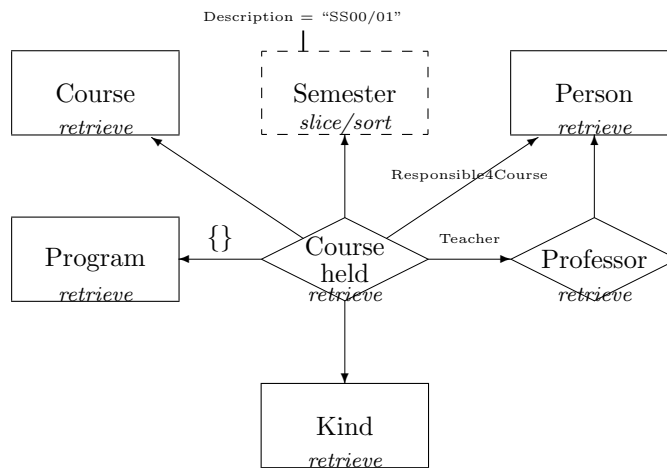 Description = “SS00/01”
Course
retrieve
Semester
slice/sort
Person
retrieve
Responsible4Course
Program
retrieve
{}
Course
held
retrieve
Teacher
Professor
retrieve
Kind
retrieve